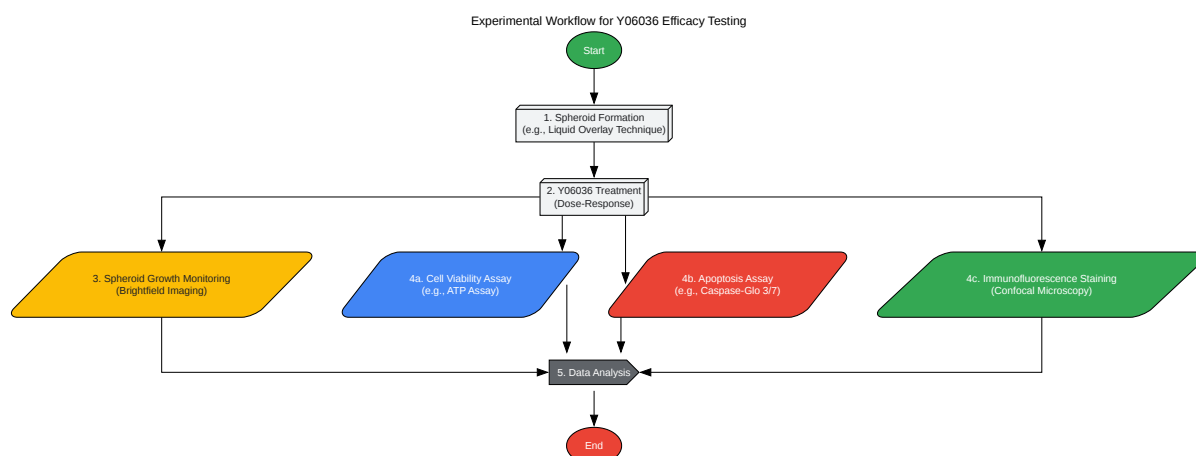 Experimental Workflow for Y06036 Efficacy Testing
Start
1. Spheroid Formation
(e.g., Liquid Overlay Technique)
2. Y06036 Treatment
(Dose-Response)
3. Spheroid Growth Monitoring
(Brightfield Imaging)
4a. Cell Viability Assay
(e.g., ATP Assay)
4b. Apoptosis Assay
(e.g., Caspase-Glo 3/7)
4c. Immunofluorescence Staining
(Confocal Microscopy)
5. Data Analysis
End